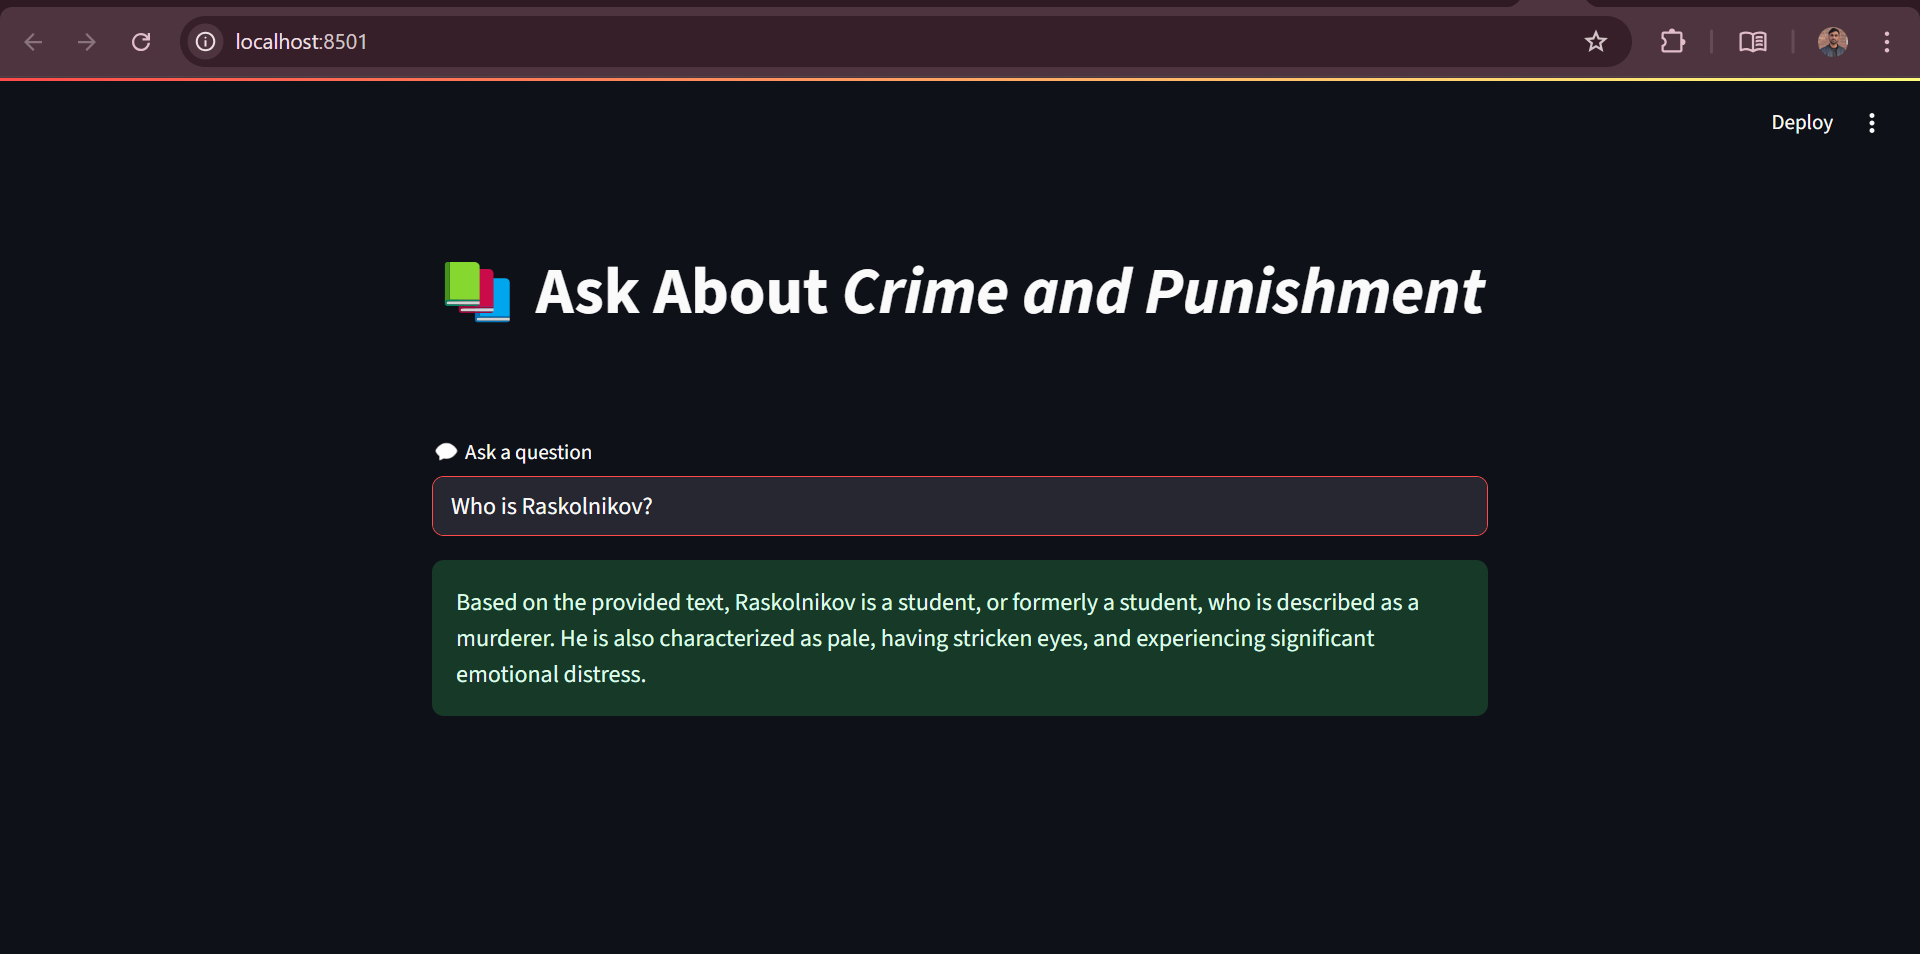 localhost:8501
Deploy
Ask About Crime and Punishment
Ask a question
Who is Raskolnikov?
Based on the provided text, Raskolnikov is a student, or formerly a student, who is described as a
murderer. He is also characterized as pale, having stricken eyes, and experiencing significant
emotional distress.